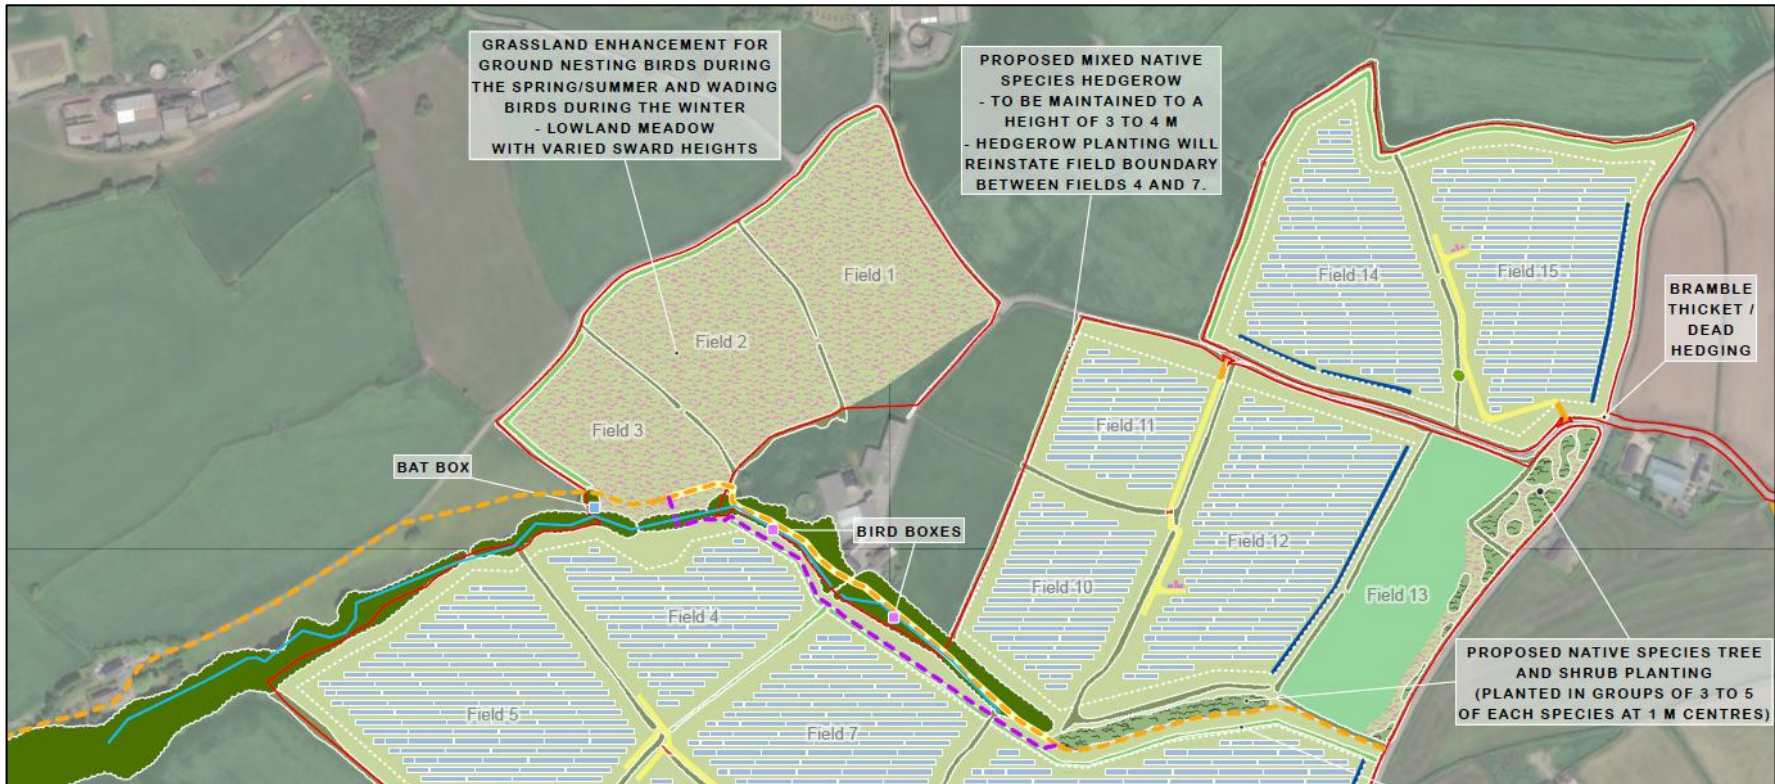 GRASSLAND ENHANCEMENT FOR
GROUND NESTING BIRDS DURING
THE SPRING/SUMMER AND WADING
BIRDS DURING THE WINTER
- LOWLAND MEADOW
WITH VARIED SWARD HEIGHTS
PROPOSED MIXED NATIVE
SPECIES HEDGEROW
- TO BE MAINTAINED TO A
HEIGHT OF 3 TO 4 M
- HEDGEROW PLANTING WILL
REINSTATE FIELD BOUNDARY
BETWEEN FIELDS 4 AND 7.
Field 1
Field 14
Field 15
BRAMBLE
THICKET /
DEAD
HEDGING
Field 2
Field 3
Field 11
BAT BOX
BIRD BOXES
Field 12
Field 10
Field 13
Field 4
PROPOSED NATIVE SPECIES TREE
AND SHRUB PLANTING
(PLANTED IN GROUPS OF 3 TO 5
OF EACH SPECIES AT 1 M CENTRES)
Field 5
Field 7